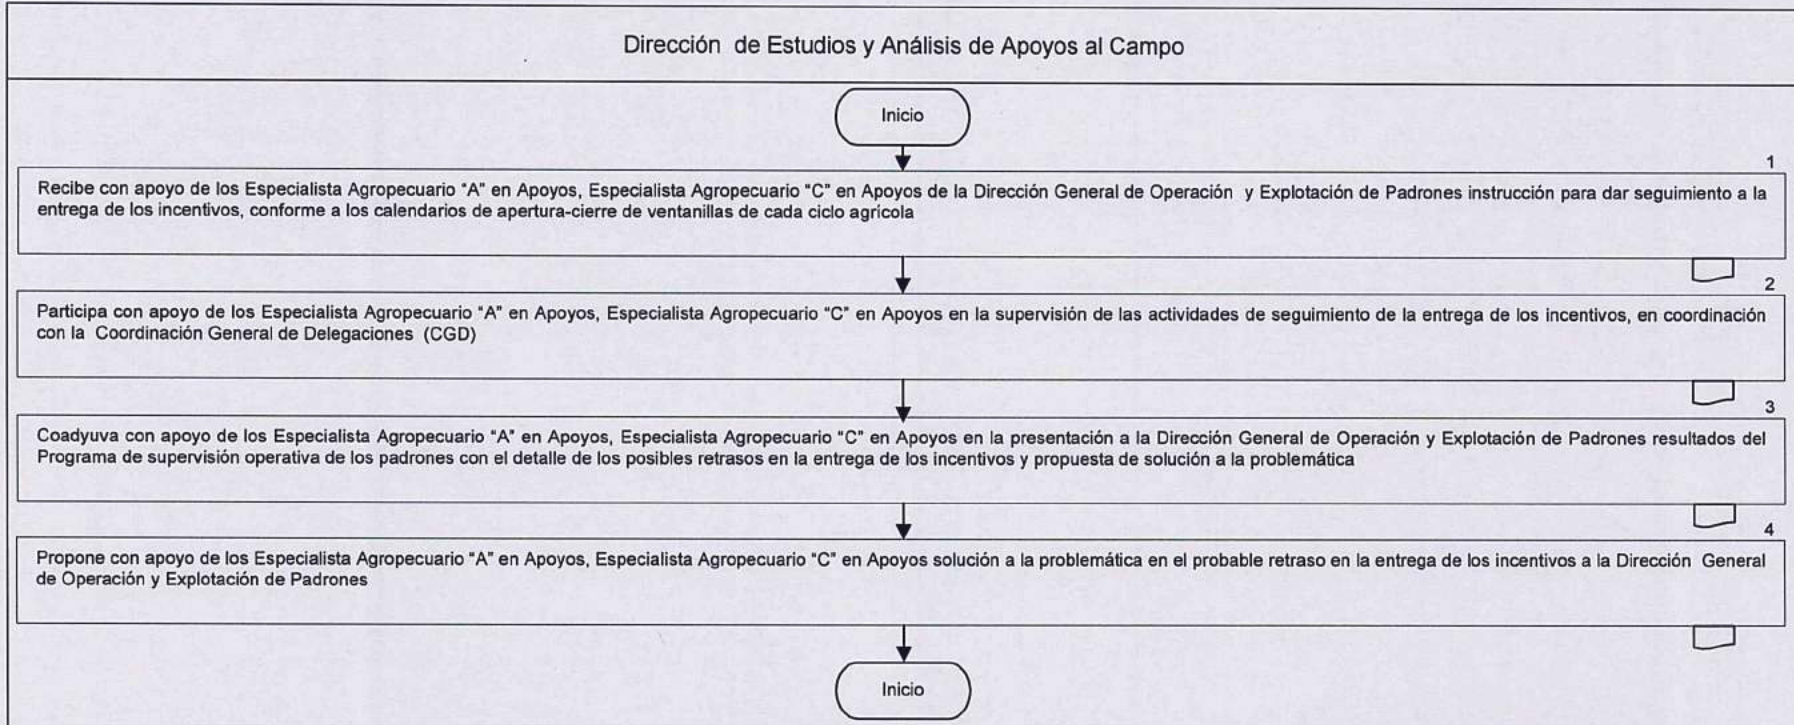 Dirección de Estudios y Análisis de Apoyos al Campo
Inicio
1
Recibe con apoyo de los Especialista Agropecuario "A" en Apoyos, Especialista Agropecuario "C" en Apoyos de la Dirección General de Operación y Explotación de Padrones instrucción para dar seguimiento a la
entrega de los incentivos, conforme a los calendarios de apertura-cierre de ventanillas de cada ciclo agrícola
2
Participa con apoyo de los Especialista Agropecuario "A" en Apoyos, Especialista Agropecuario "C" en Apoyos en la supervisión de las actividades de seguimiento de la entrega de los incentivos, en coordinación
con la Coordinación General de Delegaciones (CGD)
3
Coadyuva con apoyo de los Especialista Agropecuario "A" en Apoyos, Especialista Agropecuario "C" en Apoyos en la presentación a la Dirección General de Operación y Explotación de Padrones resultados del
Programa de supervisión operativa de los padrones con el detalle de los posibles retrasos en la entrega de los incentivos y propuesta de solución a la problemática
4
Propone con apoyo de los Especialista Agropecuario "A" en Apoyos, Especialista Agropecuario "C" en Apoyos solución a la problemática en el probable retraso en la entrega de los incentivos a la Dirección General
de Operación y Explotación de Padrones
Inicio